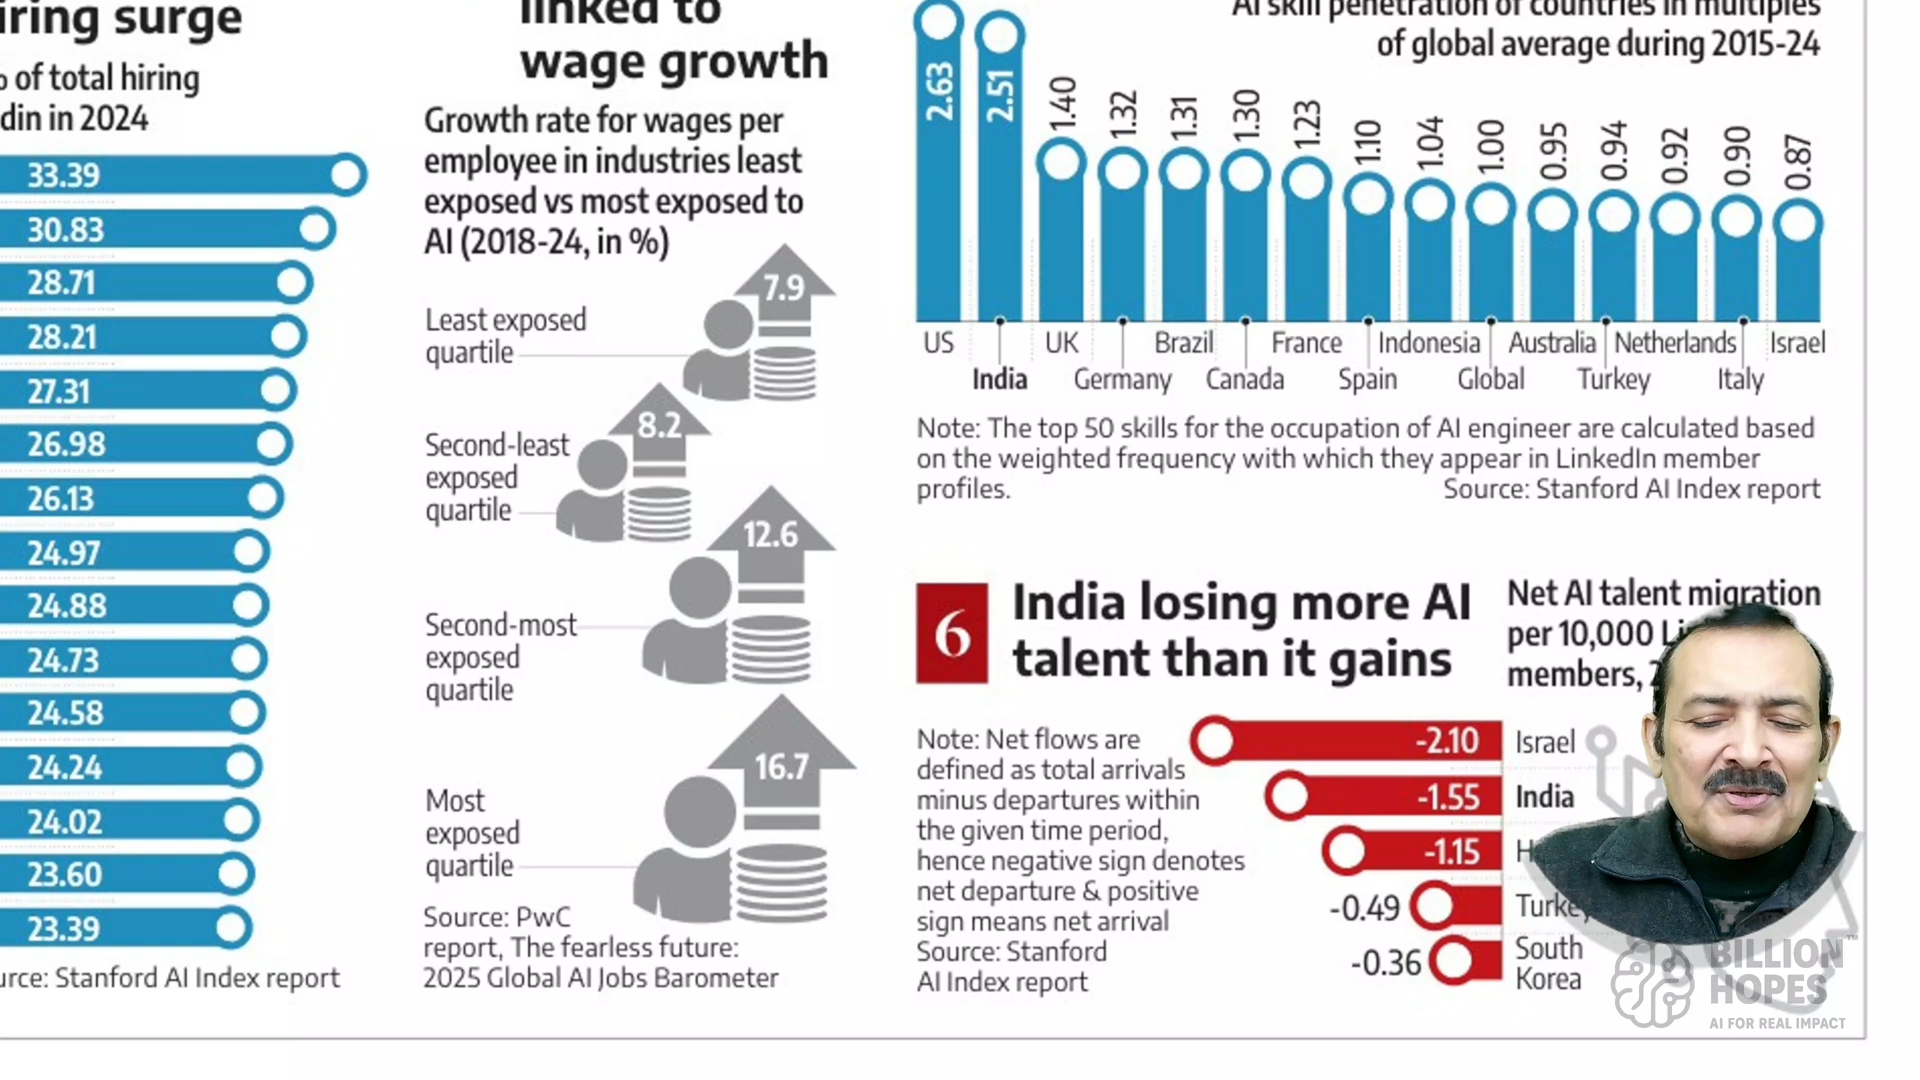 iring surge
of total hiring
din in 2024
33.39
30.83
28.71
28.21
27.31
26.98
26.13
24.97
24.88
24.73
24.58
24.24
24.02
23.60
23.39
Source: Stanford AI Index report
linked to
wage growth
Growth rate for wages per
employee in industries least
exposed vs most exposed to
AI (2018-24, in %)
7.9
Least exposed
quartile
8.2
Second-least
exposed
quartile
12.6
Second-most
exposed
quartile
16.7
Most
exposed
quartile
Source: PwC
report, The fearless future:
2025 Global AI Jobs Barometer
AI skill penetration of countries in multiples
of global average during 2015-24
2.63 2.51 1.40 1.32 1.31 1.30 1.23 1.10 1.04 1.00 0.95 0.94 0.92 0.90 0.87
US UK Brazil France Indonesia Australia Netherlands Israel
India Germany Canada Spain Global Turkey Italy
Note: The top 50 skills for the occupation of AI engineer are calculated based
on the weighted frequency with which they appear in LinkedIn member
profiles. Source: Stanford AI Index report
6
India losing more AI
talent than it gains
Net AI talent migration
per 10,000
members,
Note: Net flows are
defined as total arrivals
minus departures within
the given time period,
hence negative sign denotes
net departure & positive
sign means net arrival
Source: Stanford
AI Index report
-2.10 Israel
-1.55 India
-1.15
-0.49 Turkey
-0.36 South
Korea
BILLION
HOPES
AI FOR REAL IMPACT